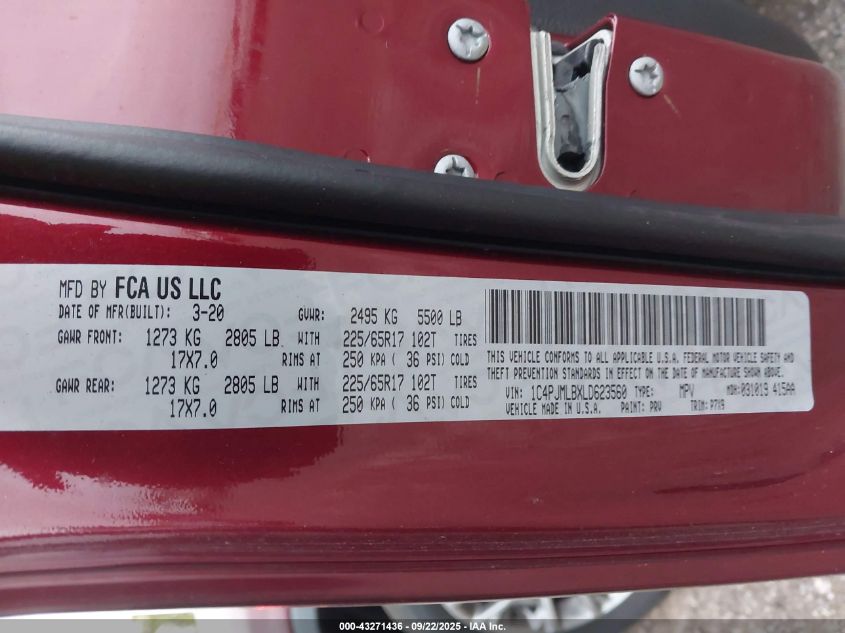 MFD BY FCA US LLC
DATE OF MFR(BUILT): 3-20 GVWR: 2495 KG 5500 LB
GAWR FRONT: 1273 KG 2805 LB WITH 225/65R17 102T TIRES
17X7.0 RIMS AT 250 KPA ( 36 PSI) COLD
GAWR REAR: 1273 KG 2805 LB WITH 225/65R17 102T TIRES
17X7.0 RIMS AT 250 KPA ( 36 PSI) COLD
THIS VEHICLE CONFORMS TO ALL APPLICABLE U.S.A. FEDERAL MOTOR VEHICLE SAFETY AND
THEFT PREVENTION STANDARDS IN EFFECT ON THE DATE OF MANUFACTURE SHOWN ABOVE.
VIN: 1C4PJMLBXLD623560 TYPE: MPV MDH: 031019 415AA
VEHICLE MADE IN U.S.A. PAINT: PRV TRIM: P7X9
000-43271436 - 09/22/2025 - IAA, Inc.